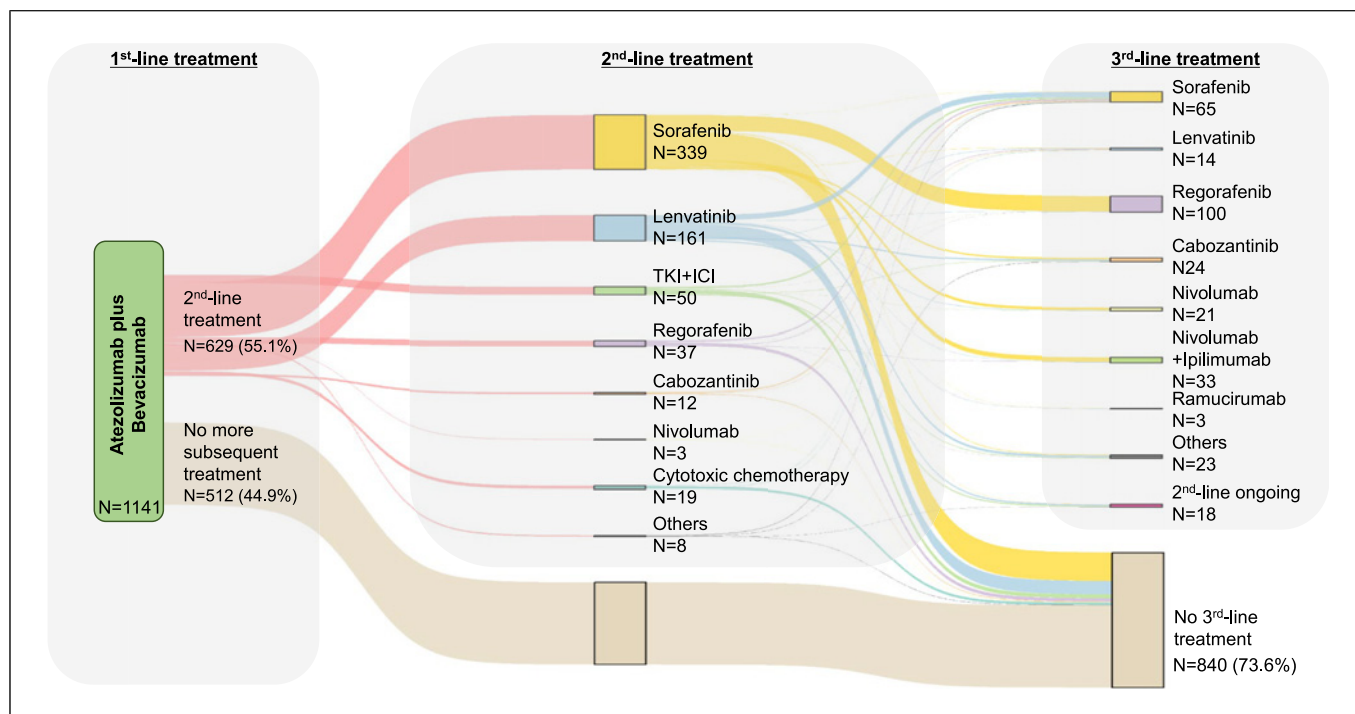 1st-line treatment
2nd-line treatment
3rd-line treatment
Atezolizumab plus
Bevacizumab
N=1141
2nd-line
treatment
N=629 (55.1%)
No more
subsequent
treatment
N=512 (44.9%)
Sorafenib
N=339
Lenvatinib
N=161
TKI+ICI
N=50
Regorafenib
N=37
Cabozantinib
N=12
Nivolumab
N=3
Cytotoxic chemotherapy
N=19
Others
N=8
Sorafenib
N=65
Lenvatinib
N=14
Regorafenib
N=100
Cabozantinib
N24
Nivolumab
N=21
Nivolumab
+Ipilimumab
N=33
Ramucirumab
N=3
Others
N=23
2nd-line ongoing
N=18
No 3rd-line
treatment
N=840 (73.6%)